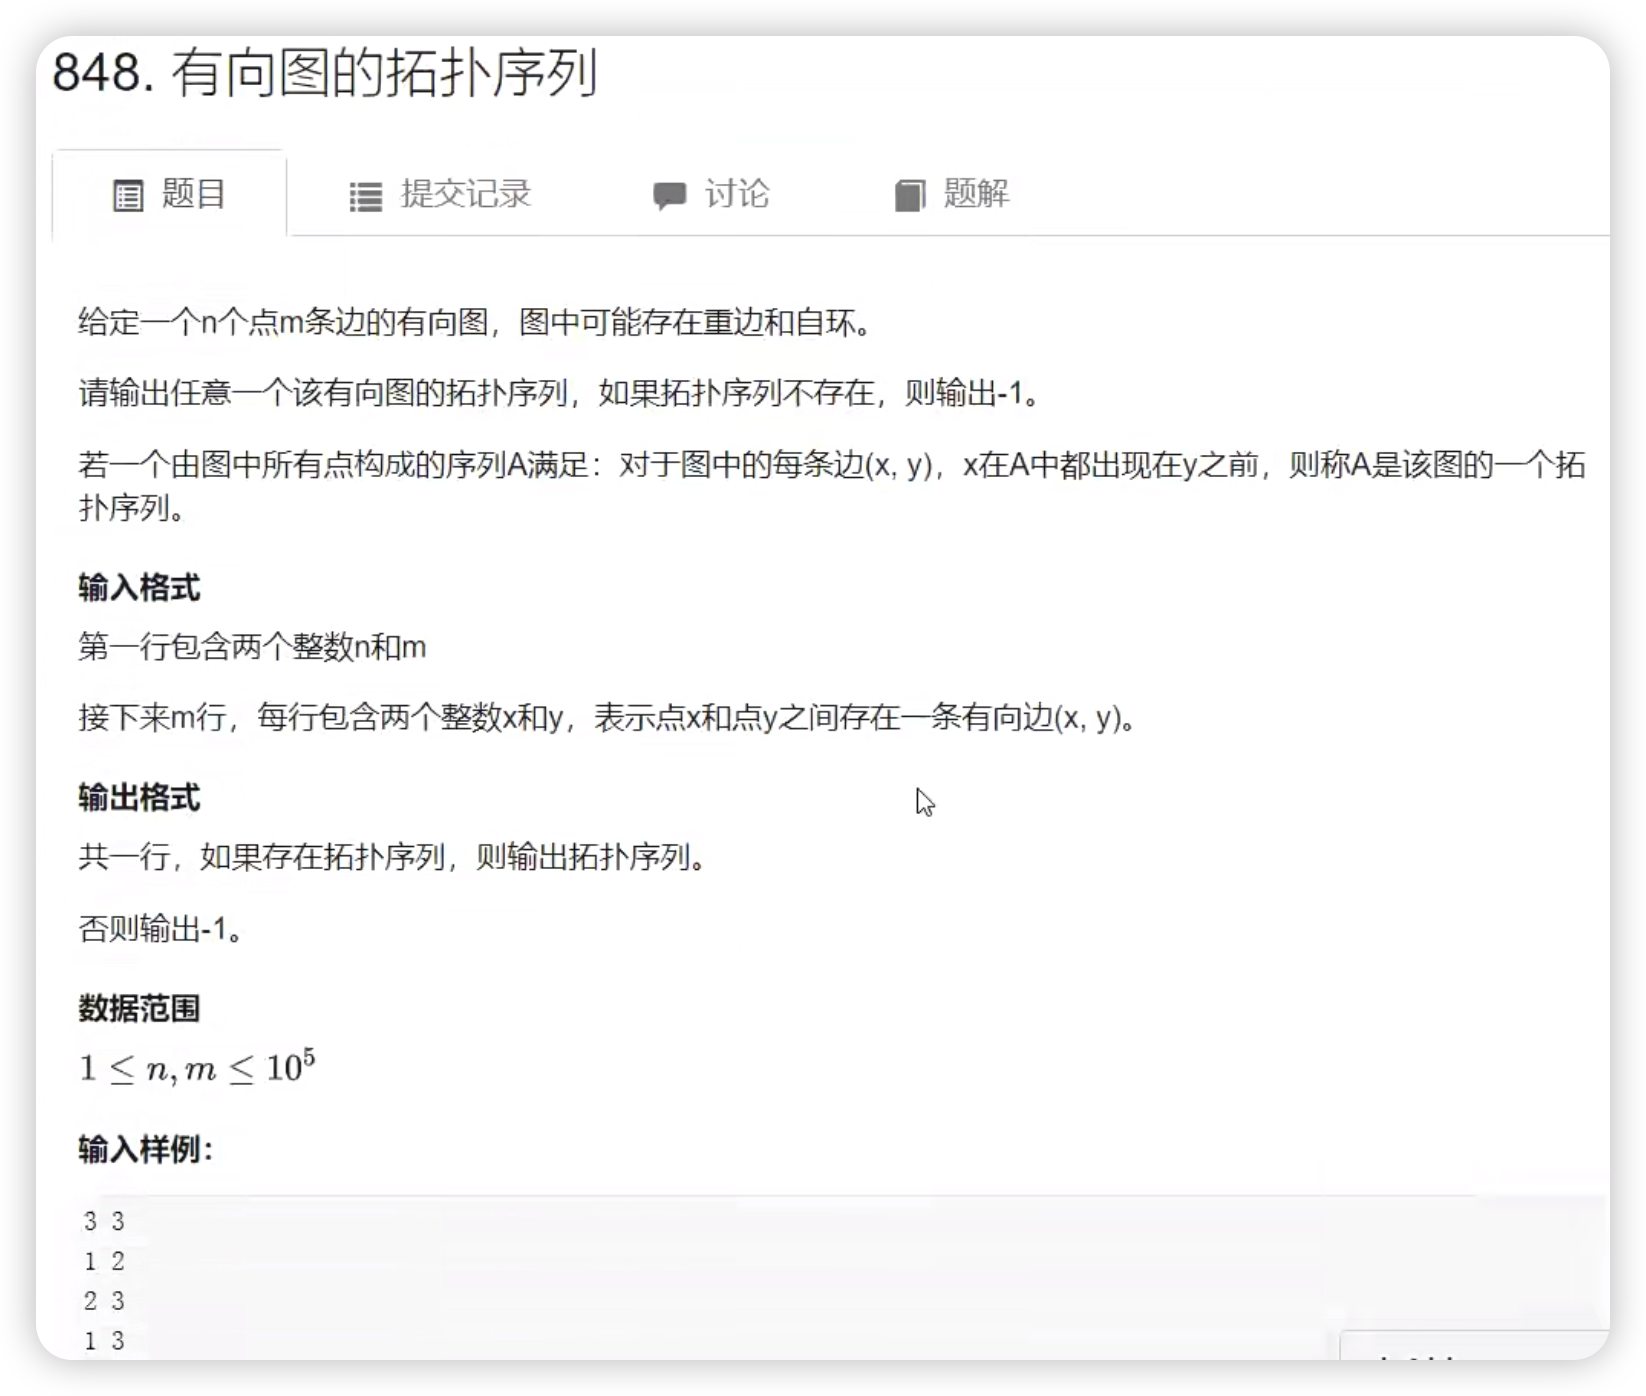 848. 有向图的拓扑序列
题目 提交记录 讨论 题解
给定一个n个点m条边的有向图，图中可能存在重边和自环。
请输出任意一个该有向图的拓扑序列，如果拓扑序列不存在，则输出-1。
若一个由图中所有点构成的序列A满足：对于图中的每条边(x, y)，x在A中都出现在y之前，则称A是该图的一个拓
扑序列。
输入格式
第一行包含两个整数n和m
接下来m行，每行包含两个整数x和y，表示点x和点y之间存在一条有向边(x, y)。
输出格式
共一行，如果存在拓扑序列，则输出拓扑序列。
否则输出-1。
数据范围
1 ≤ n, m ≤ 10⁵
输入样例：
3 3
1 2
2 3
1 3